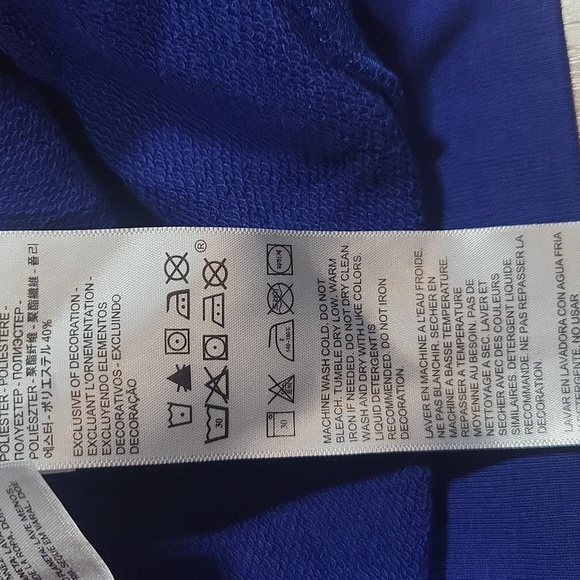 POLIESTERE -
ΠΟΛΥΕΣΤΕΡ - ПОЛИЭСТЕР -
POLIÉSZTER - 聚酯纤维 - 聚酯纖維 - 폴리
에스터 - ポリエステル 40%
EXCLUSIVE OF DECORATION -
EXCLUANT L'ORNEMENTATION -
EXCLUYENDO ELEMENTOS
DECORATIVOS - EXCLUINDO
DECORAÇÃO
®
30
30
MACHINE WASH COLD. DO NOT
BLEACH. TUMBLE DRY LOW. WARM
IRON IF NEEDED. DO NOT DRY CLEAN.
WASH AND DRY WITH LIKE COLORS.
LIQUID DETERGENT IS
RECOMMENDED. DO NOT IRON
DECORATION.
LAVER EN MACHINE A L'EAU FROIDE.
NE PAS BLANCHIR. SECHER EN
MACHINE A BASSE TEMPERATURE.
REPASSER A TEMPERATURE
MOYENNE AU BESOIN. PAS DE
NETTOYAGE A SEC. LAVER ET
SECHER AVEC DES COULEURS
SIMILAIRES. DETERGENT LIQUIDE
RECOMMANDE. NE PAS REPASSER LA
DECORATION.
LAVAR EN LAVADORA CON AGUA FRIA
DETERGENTE. NO USAR